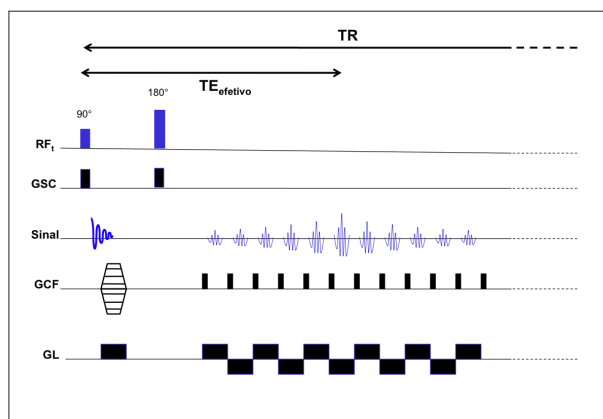 TR
TEefetivo
90°
180°
RFt
GSC
Sinal
GCF
GL